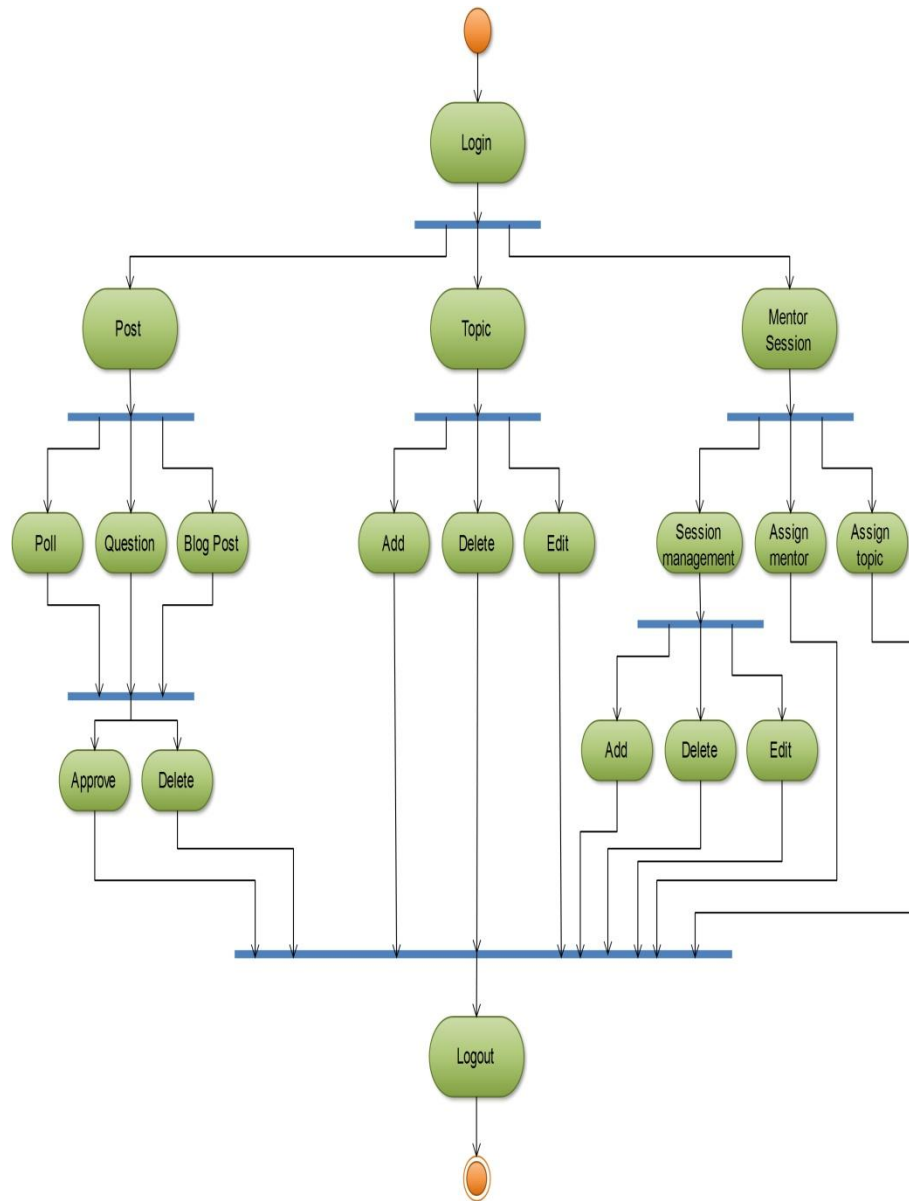 Login
Post
Topic
Mentor
Session
Poll
Question
Blog Post
Add
Delete
Edit
Session
management
Assign
mentor
Assign
topic
Approve
Delete
Add
Delete
Edit
Logout